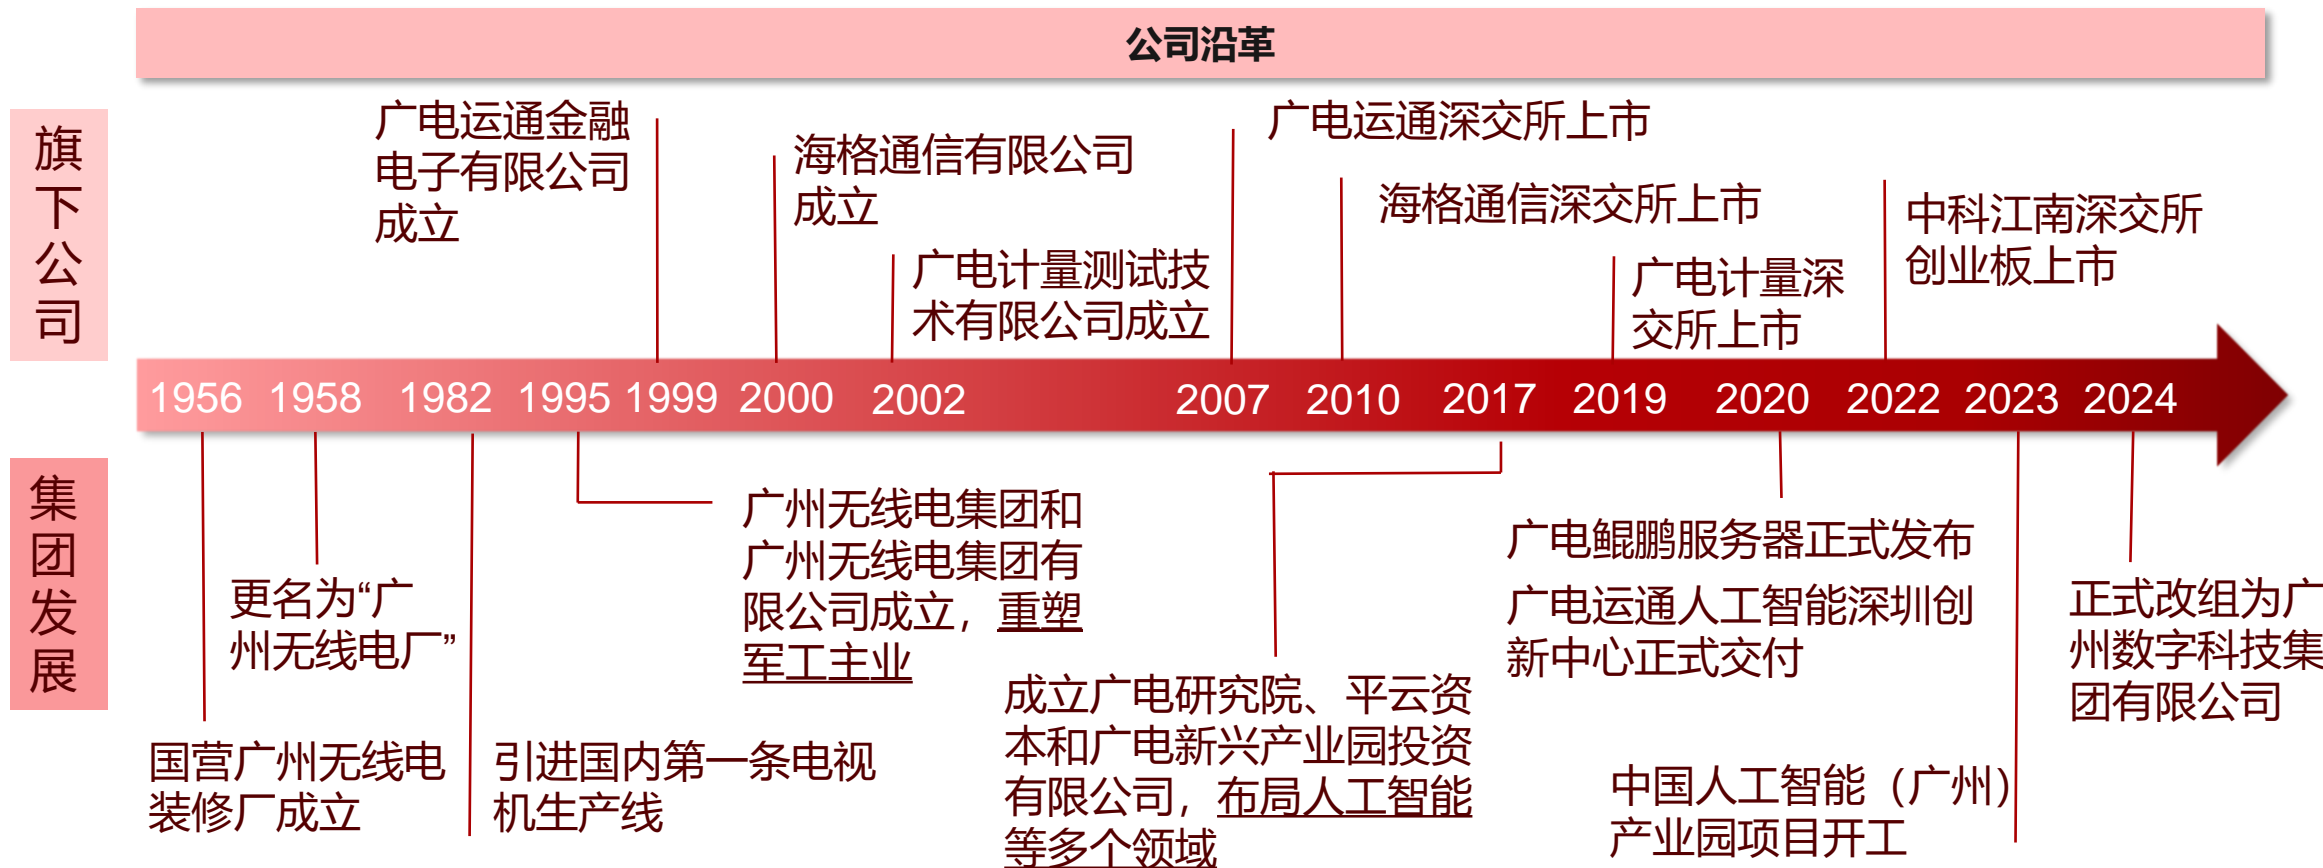 公司沿革
旗
下
公
司
广电运通金融
电子有限公司
成立
海格通信有限公司
成立
广电计量测试技
术有限公司成立
广电运通深交所上市
海格通信深交所上市
广电计量深
交所上市
中科江南深交所
创业板上市
1956 1958 1982 1995 1999 2000 2002 2007 2010 2017 2019 2020 2022 2023 2024
集
团
发
展
国营广州无线电
装修厂成立
更名为“广
州无线电厂”
引进国内第一条电视
机生产线
广州无线电集团和
广州无线电集团有
限公司成立，重塑
军工主业
成立广电研究院、平云资
本和广电新兴产业园投资
有限公司，布局人工智能
等多个领域
广电鲲鹏服务器正式发布
广电运通人工智能深圳创
新中心正式交付
中国人工智能（广州）
产业园项目开工
正式改组为广
州数字科技集
团有限公司